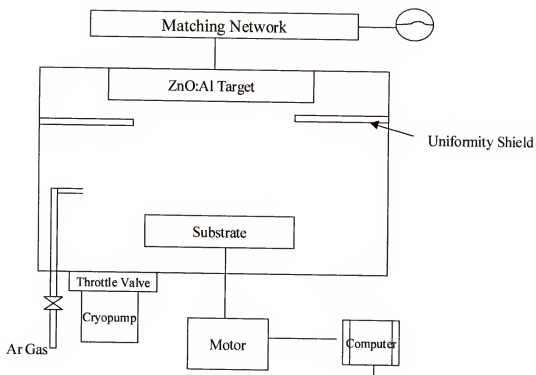 Matching Network
ZnO:Al Target
Uniformity Shield
Substrate
Throttle Valve
Cryopump
Ar Gas
Motor
Computer